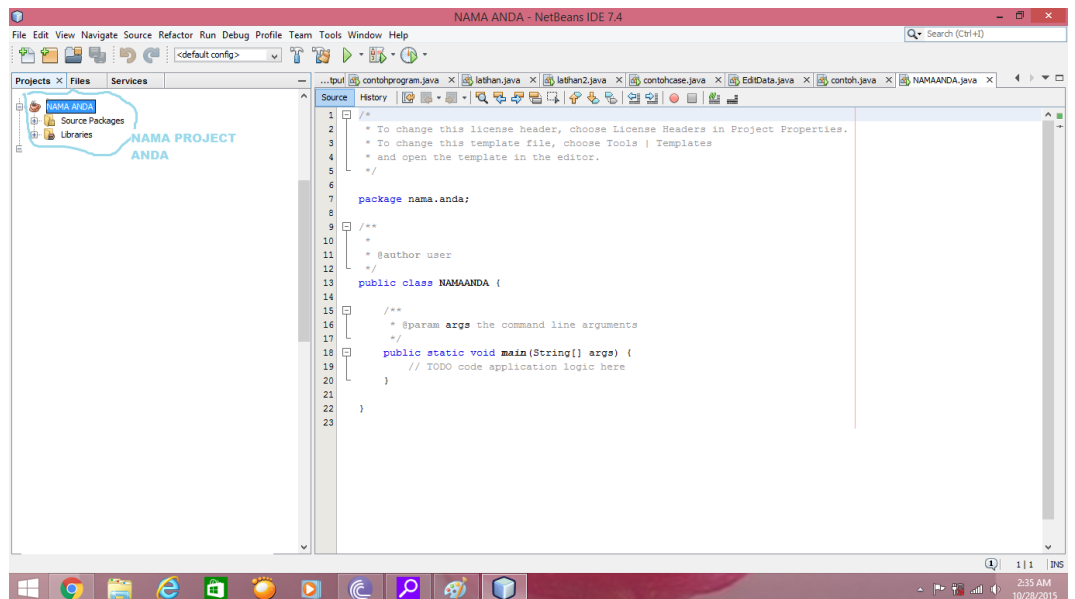 NAMA ANDA - NetBeans IDE 7.4
File Edit View Navigate Source Refactor Run Debug Profile Team Tools Window Help
Search (Ctrl+I)
<default config>
Projects Files Services
NAMA ANDA
Source Packages
Libraries
NAMA PROJECT
ANDA
...tput contohprogram.java latihan.java latihan2.java contohcase.java EditData.java contoh.java NAMAANDA.java
Source History
1 /*
2 * To change this license header, choose License Headers in Project Properties.
3 * To change this template file, choose Tools | Templates
4 * and open the template in the editor.
5 */
6
7 package nama.anda;
8
9 /**
10 *
11 * @author user
12 */
13 public class NAMAANDA {
14
15 /**
16 * @param args the command line arguments
17 */
18 public static void main(String[] args) {
19 // TODO code application logic here
20 }
21
22 }
23
1 1|1 INS
2:35 AM
10/28/2015